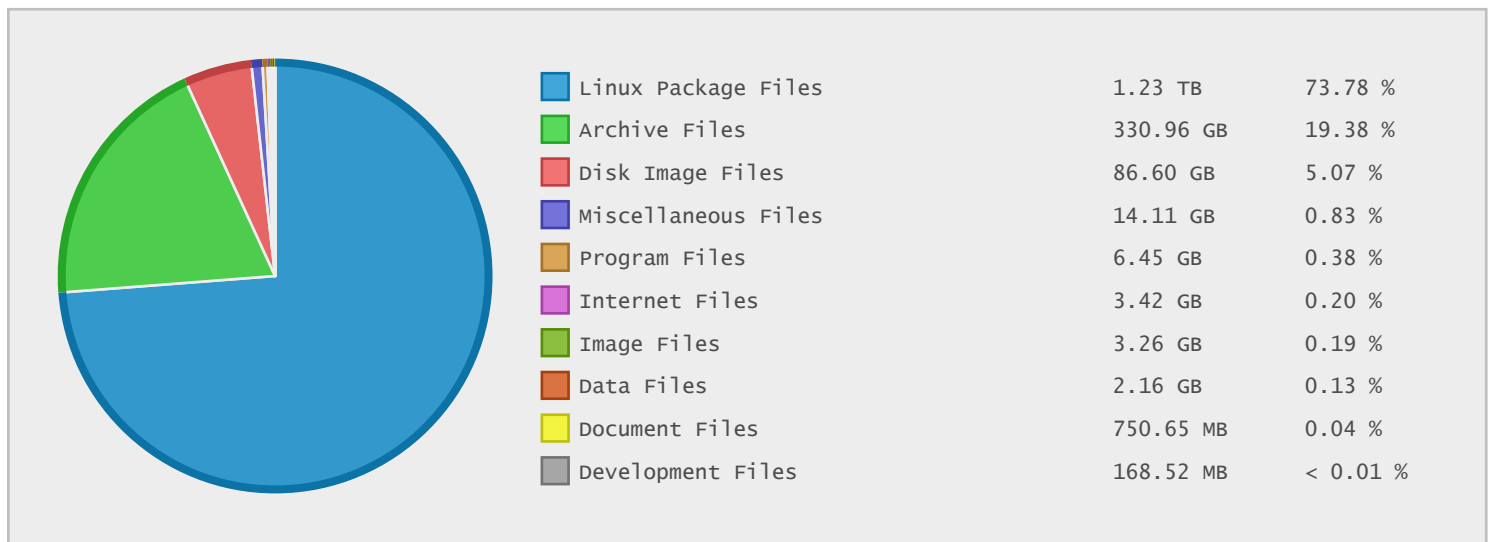 Linux Package Files 1.23 TB 73.78 %
Archive Files 330.96 GB 19.38 %
Disk Image Files 86.60 GB 5.07 %
Miscellaneous Files 14.11 GB 0.83 %
Program Files 6.45 GB 0.38 %
Internet Files 3.42 GB 0.20 %
Image Files 3.26 GB 0.19 %
Data Files 2.16 GB 0.13 %
Document Files 750.65 MB 0.04 %
Development Files 168.52 MB < 0.01 %